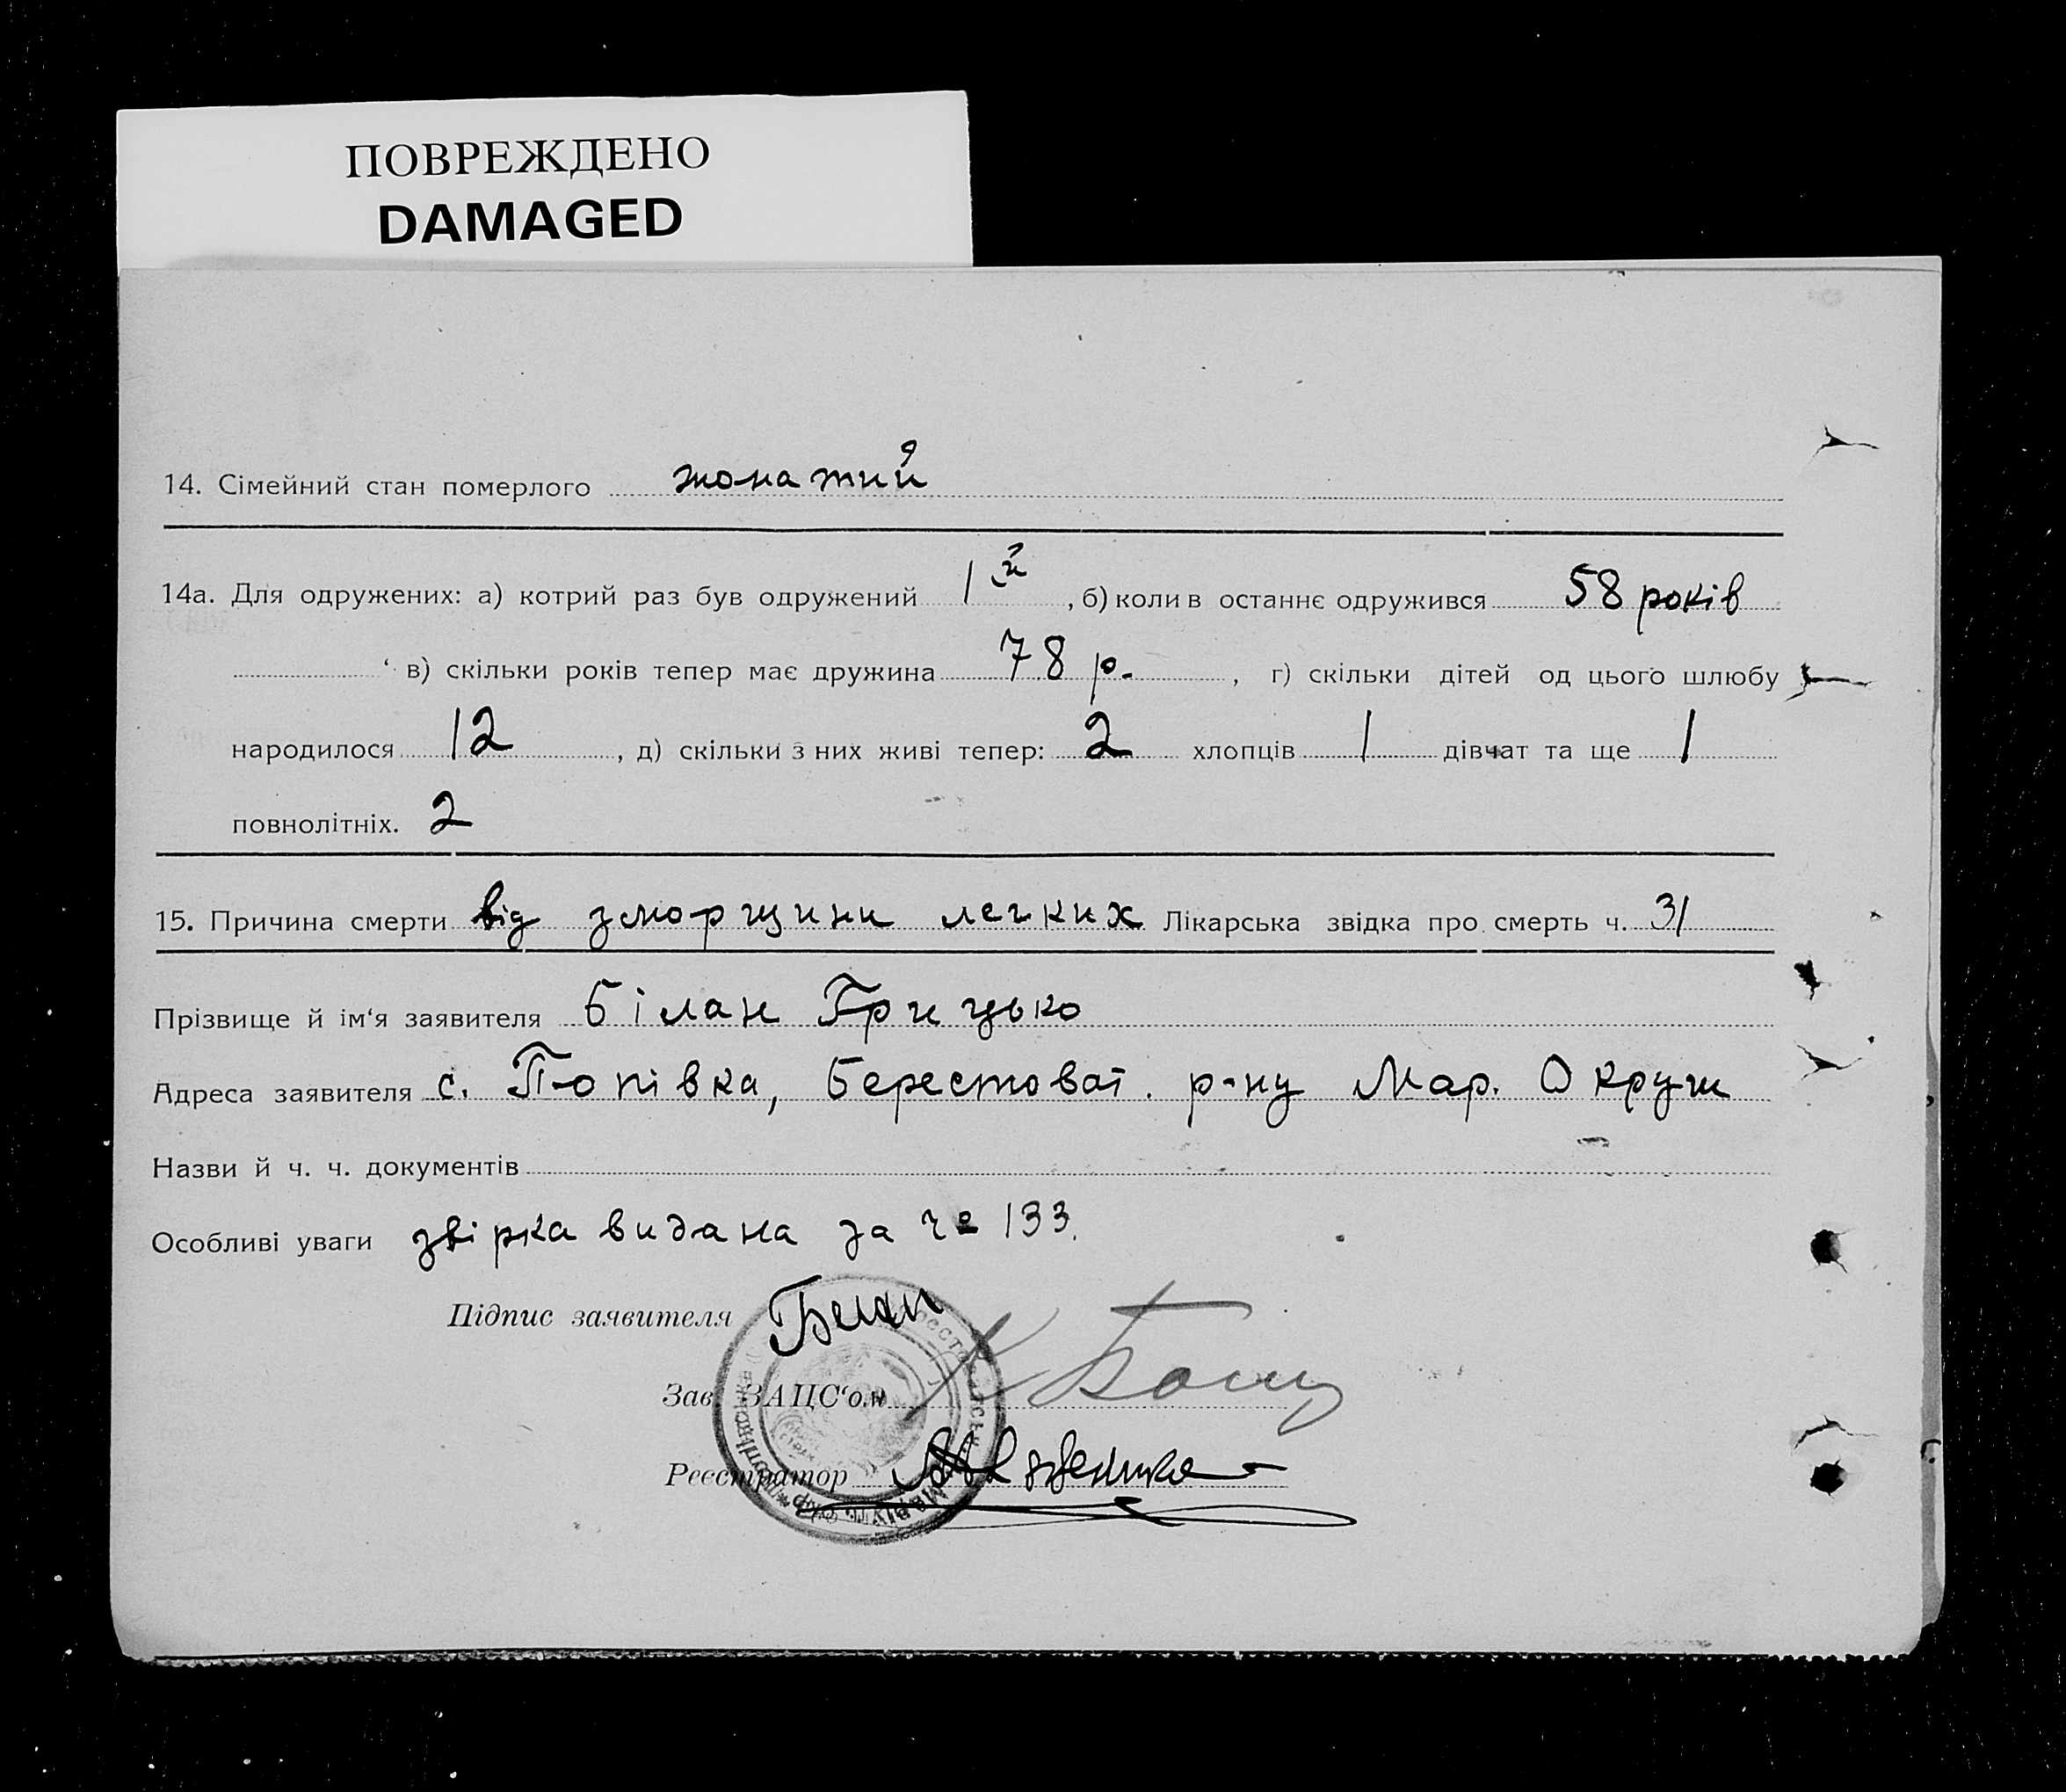 ПОВРЕЖДЕНО
DAMAGED
14. Сімейний стан померлого жонатий
14а. Для одружених: а) котрий раз був одружений 1й, б) коли в останнє одружився 58 років
в) скільки років тепер має дружина 78 р., г) скільки дітей од цього шлюбу
народилося 12, д) скільки з них живі тепер: 2 хлопців 1 дівчат та ще 1
повнолітніх. 2
15. Причина смерти від зморщини легких Лікарська звідка про смерть ч. 31
Прізвище й ім'я заявителя Білан Грицько
Адреса заявителя с. Попівка, Берестоват. р-ну Мар. Округи
Назви й ч. ч. документів
Особливі уваги звірка видана за № 133.
Підпис заявителя
Зав. ЗАЦС'ом
Реєстратор